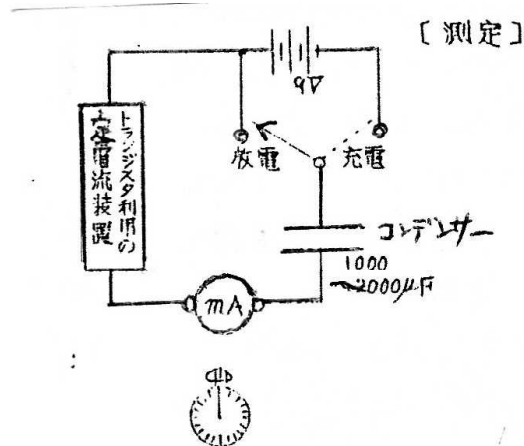 [測定]
9V
トランジスタ利用の
定電流装置
放電
充電
コンデンサー
1000
~2000μF
mA